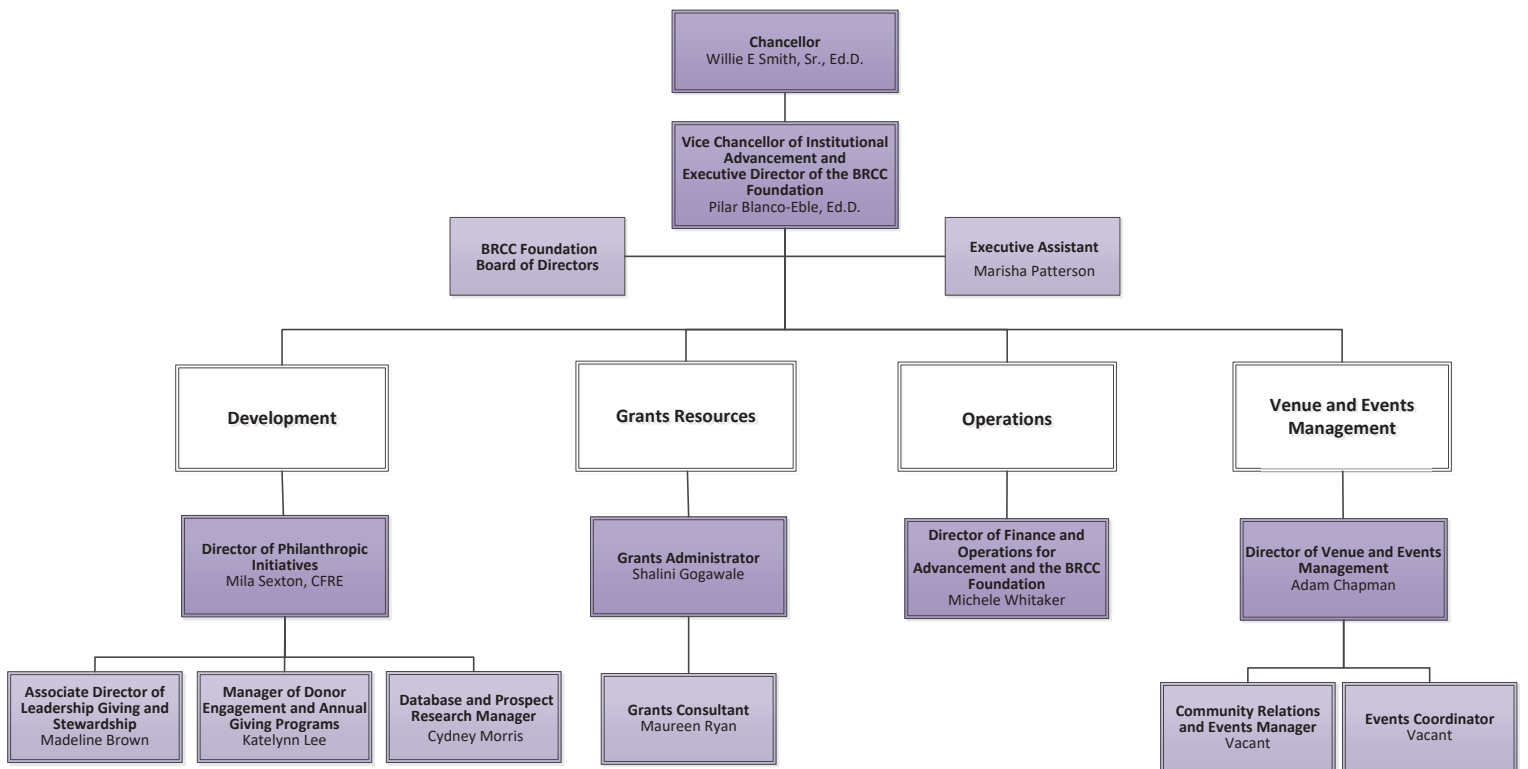 Chancellor
Willie E Smith, Sr., Ed.D.
Vice Chancellor of Institutional
Advancement and
Executive Director of the BRCC
Foundation
Pilar Blanco-Eble, Ed.D.
BRCC Foundation
Board of Directors
Executive Assistant
Marisha Patterson
Development
Grants Resources
Operations
Venue and Events
Management
Director of Philanthropic
Initiatives
Mila Sexton, CFRE
Grants Administrator
Shalini Gogawale
Director of Finance and
Operations for
Advancement and the BRCC
Foundation
Michele Whitaker
Director of Venue and Events
Management
Adam Chapman
Associate Director of
Leadership Giving and
Stewardship
Madeline Brown
Manager of Donor
Engagement and Annual
Giving Programs
Katelynn Lee
Database and Prospect
Research Manager
Cydney Morris
Grants Consultant
Maureen Ryan
Community Relations
and Events Manager
Vacant
Events Coordinator
Vacant